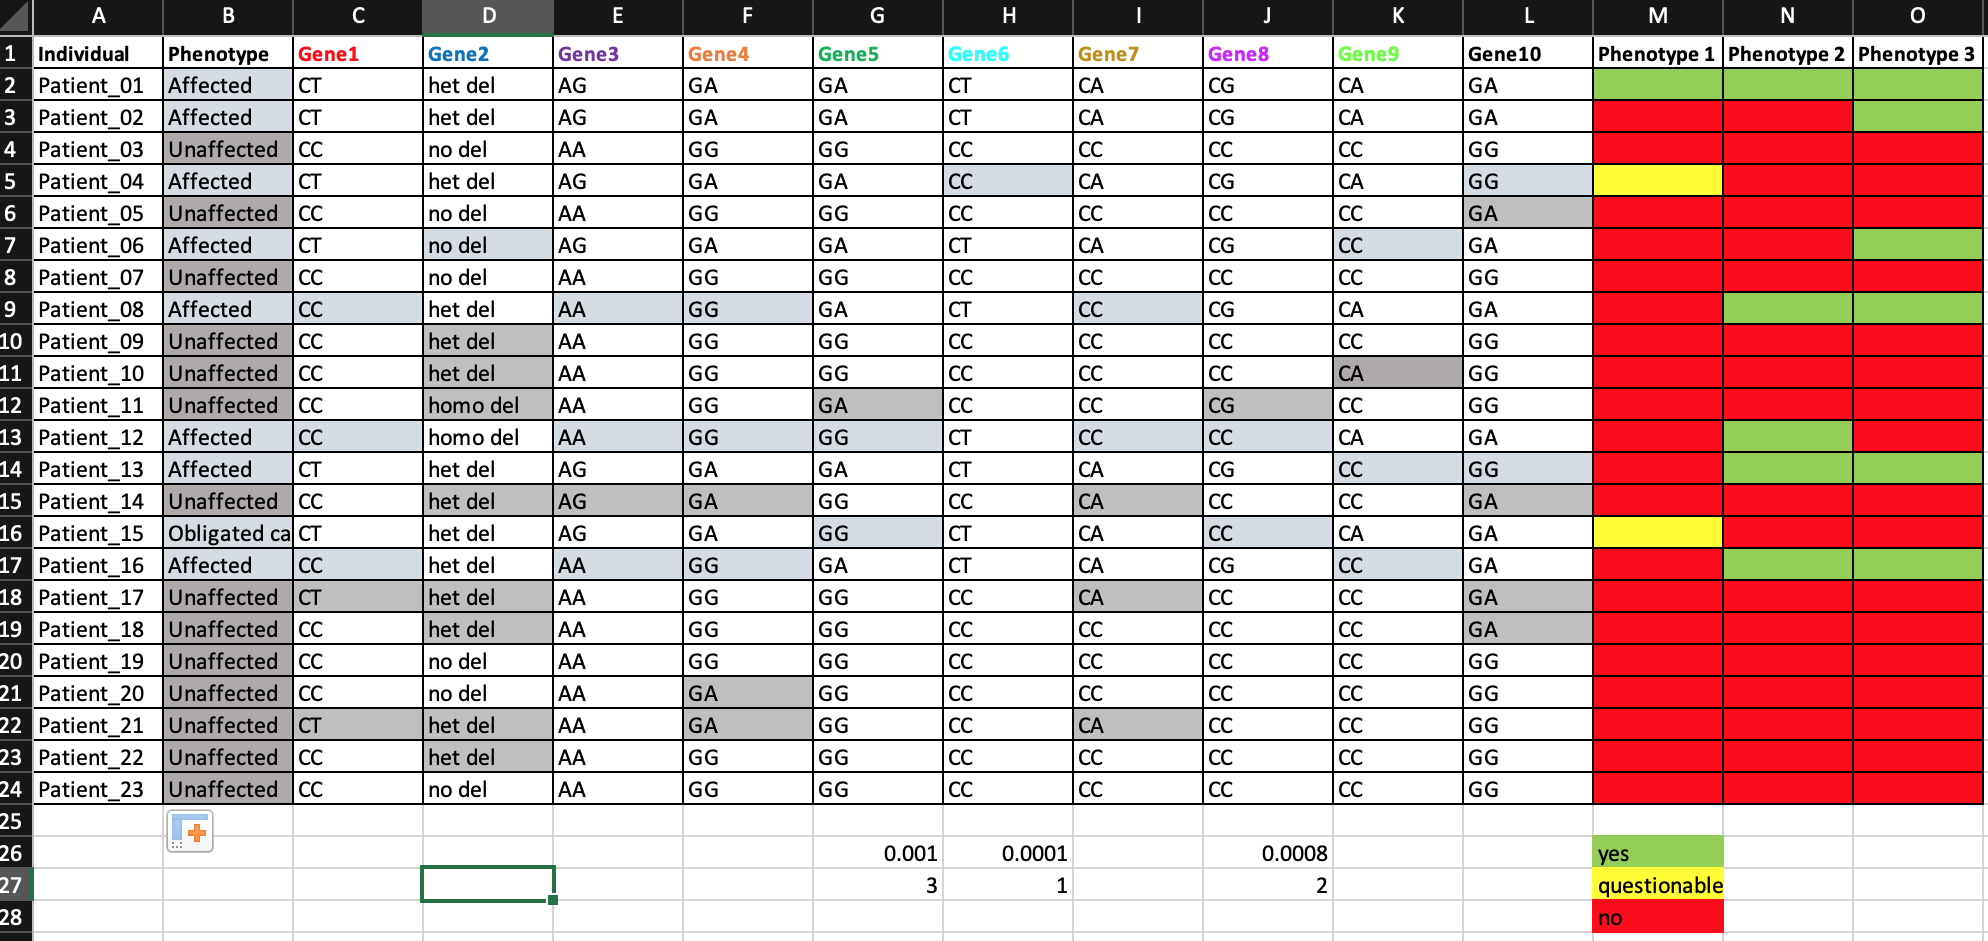 A B C D E F G H I J K L M N O
1 Individual Phenotype Gene1 Gene2 Gene3 Gene4 Gene5 Gene6 Gene7 Gene8 Gene9 Gene10 Phenotype 1 Phenotype 2 Phenotype 3
2 Patient_01 Affected CT het del AG GA GA CT CA CG CA GA
3 Patient_02 Affected CT het del AG GA GA CT CA CG CA GA
4 Patient_03 Unaffected CC no del AA GG GG CC CC CC CC GG
5 Patient_04 Affected CT het del AG GA GA CC CA CG CA GG
6 Patient_05 Unaffected CC no del AA GG GG CC CC CC CC GA
7 Patient_06 Affected CT no del AG GA GA CT CA CG CC GA
8 Patient_07 Unaffected CC no del AA GG GG CC CC CC CC GG
9 Patient_08 Affected CC het del AA GG GA CT CC CG CA GA
10 Patient_09 Unaffected CC het del AA GG GG CC CC CC CC GG
11 Patient_10 Unaffected CC het del AA GG GG CC CC CC CA GG
12 Patient_11 Unaffected CC homo del AA GG GA CC CC CG CC GG
13 Patient_12 Affected CC homo del AA GG GG CT CC CC CA GA
14 Patient_13 Affected CT het del AG GA GA CT CA CG CC GG
15 Patient_14 Unaffected CC het del AG GA GG CC CA CC CC GA
16 Patient_15 Obligated ca CT het del AG GA GG CT CA CC CA GA
17 Patient_16 Affected CC het del AA GG GA CT CA CG CC GA
18 Patient_17 Unaffected CT het del AA GG GG CC CA CC CC GA
19 Patient_18 Unaffected CC het del AA GG GG CC CC CC CC GA
20 Patient_19 Unaffected CC no del AA GG GG CC CC CC CC GG
21 Patient_20 Unaffected CC no del AA GA GG CC CC CC CC GG
22 Patient_21 Unaffected CT het del AA GA GG CC CA CC CC GG
23 Patient_22 Unaffected CC het del AA GG GG CC CC CC CC GG
24 Patient_23 Unaffected CC no del AA GG GG CC CC CC CC GG
25
26 0.001 0.0001 0.0008 yes
27 3 1 2 questionable
28 no